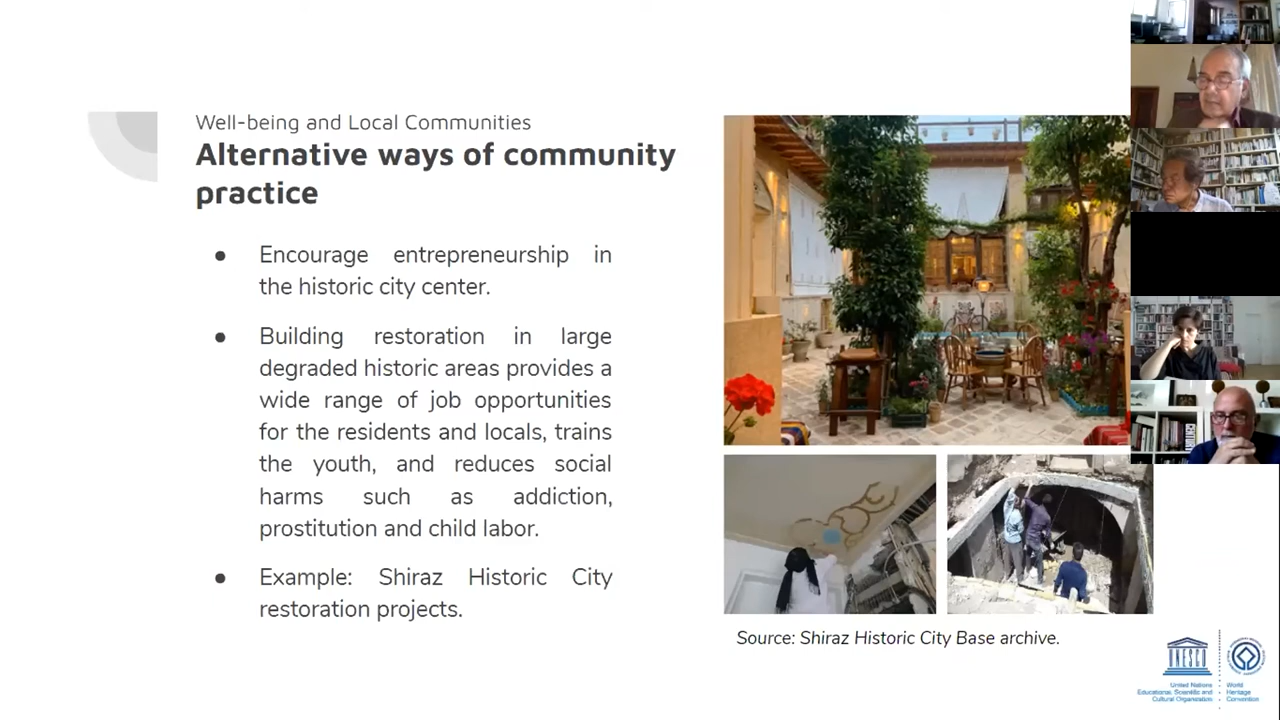 Well-being and Local Communities
Alternative ways of community
practice
● Encourage entrepreneurship in
the historic city center.
● Building restoration in large
degraded historic areas provides a
wide range of job opportunities
for the residents and locals, trains
the youth, and reduces social
harms such as addiction,
prostitution and child labor.
● Example: Shiraz Historic City
restoration projects.
Source: Shiraz Historic City Base archive.
UNESCO
United Nations
Educational, Scientific and
Cultural Organization
World
Heritage
Convention